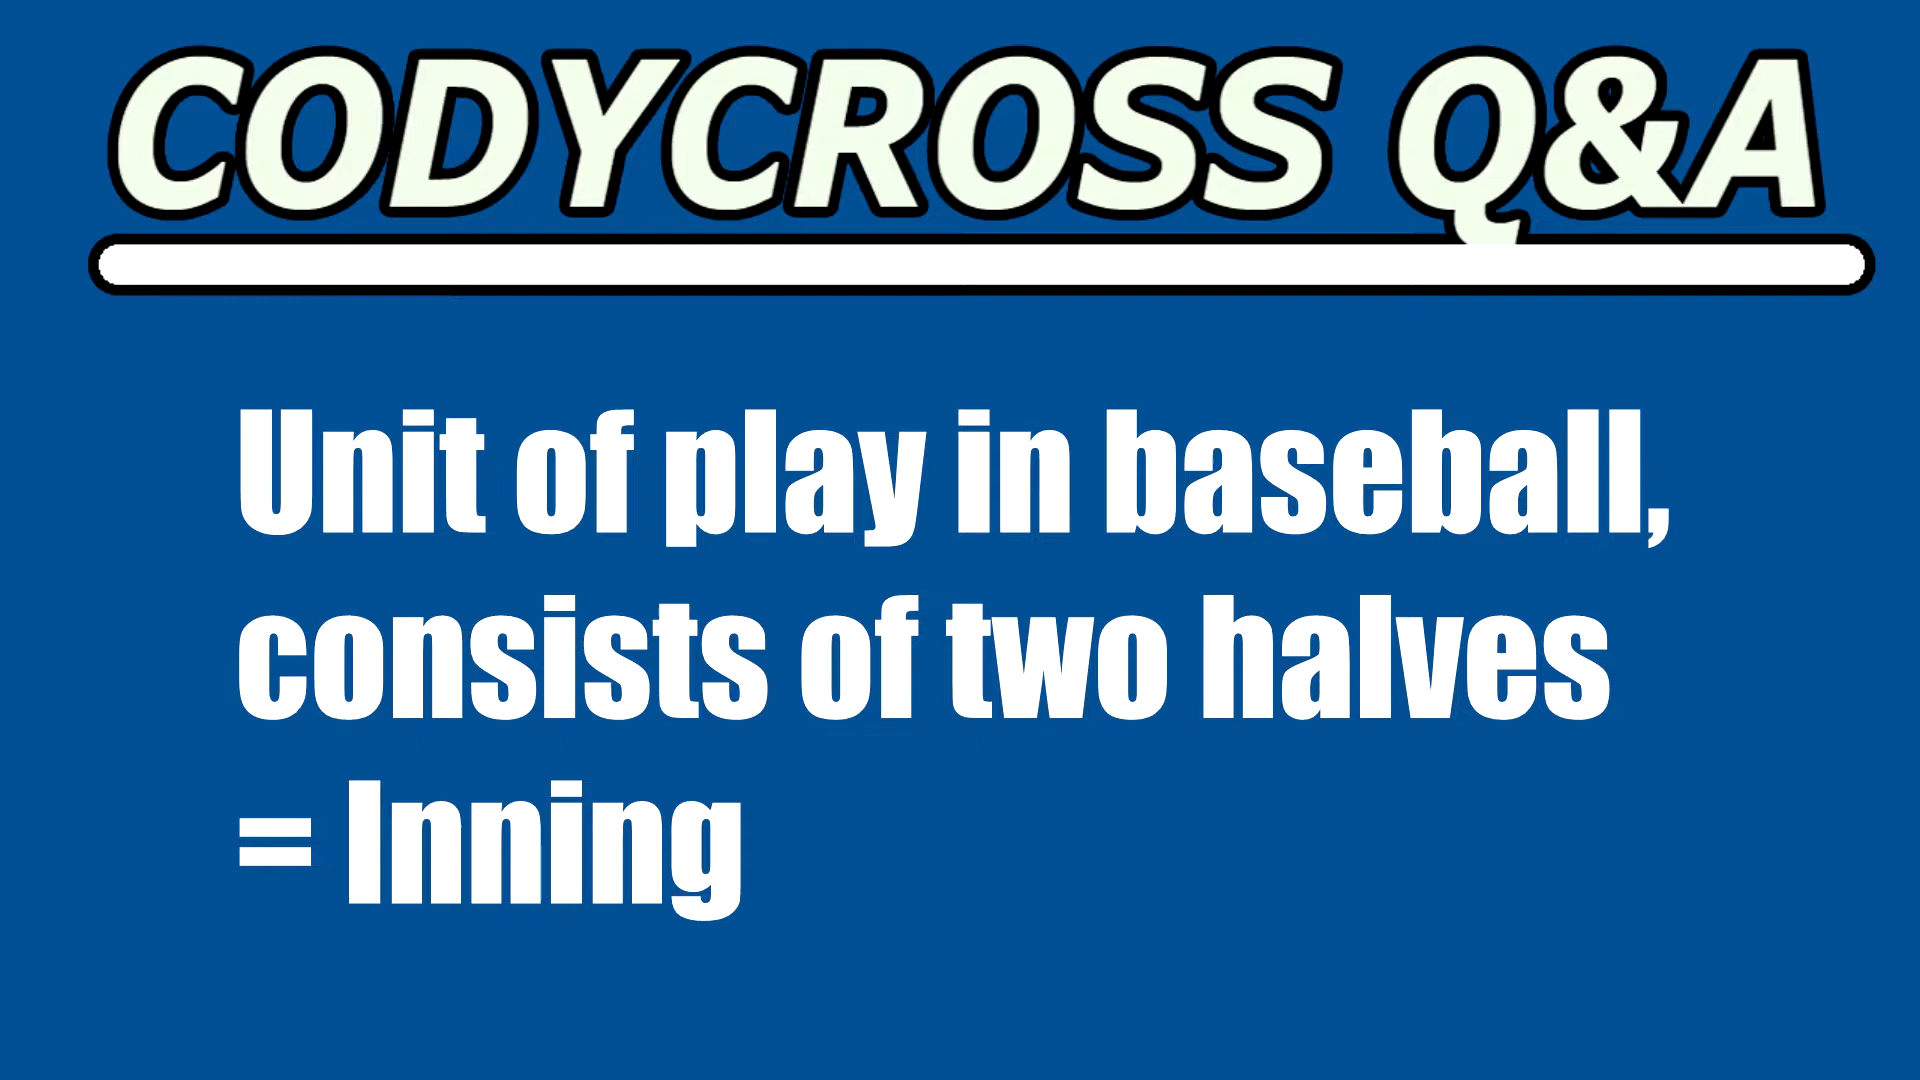 CODYCROSS Q&A
Unit of play in baseball,
consists of two halves
= Inning